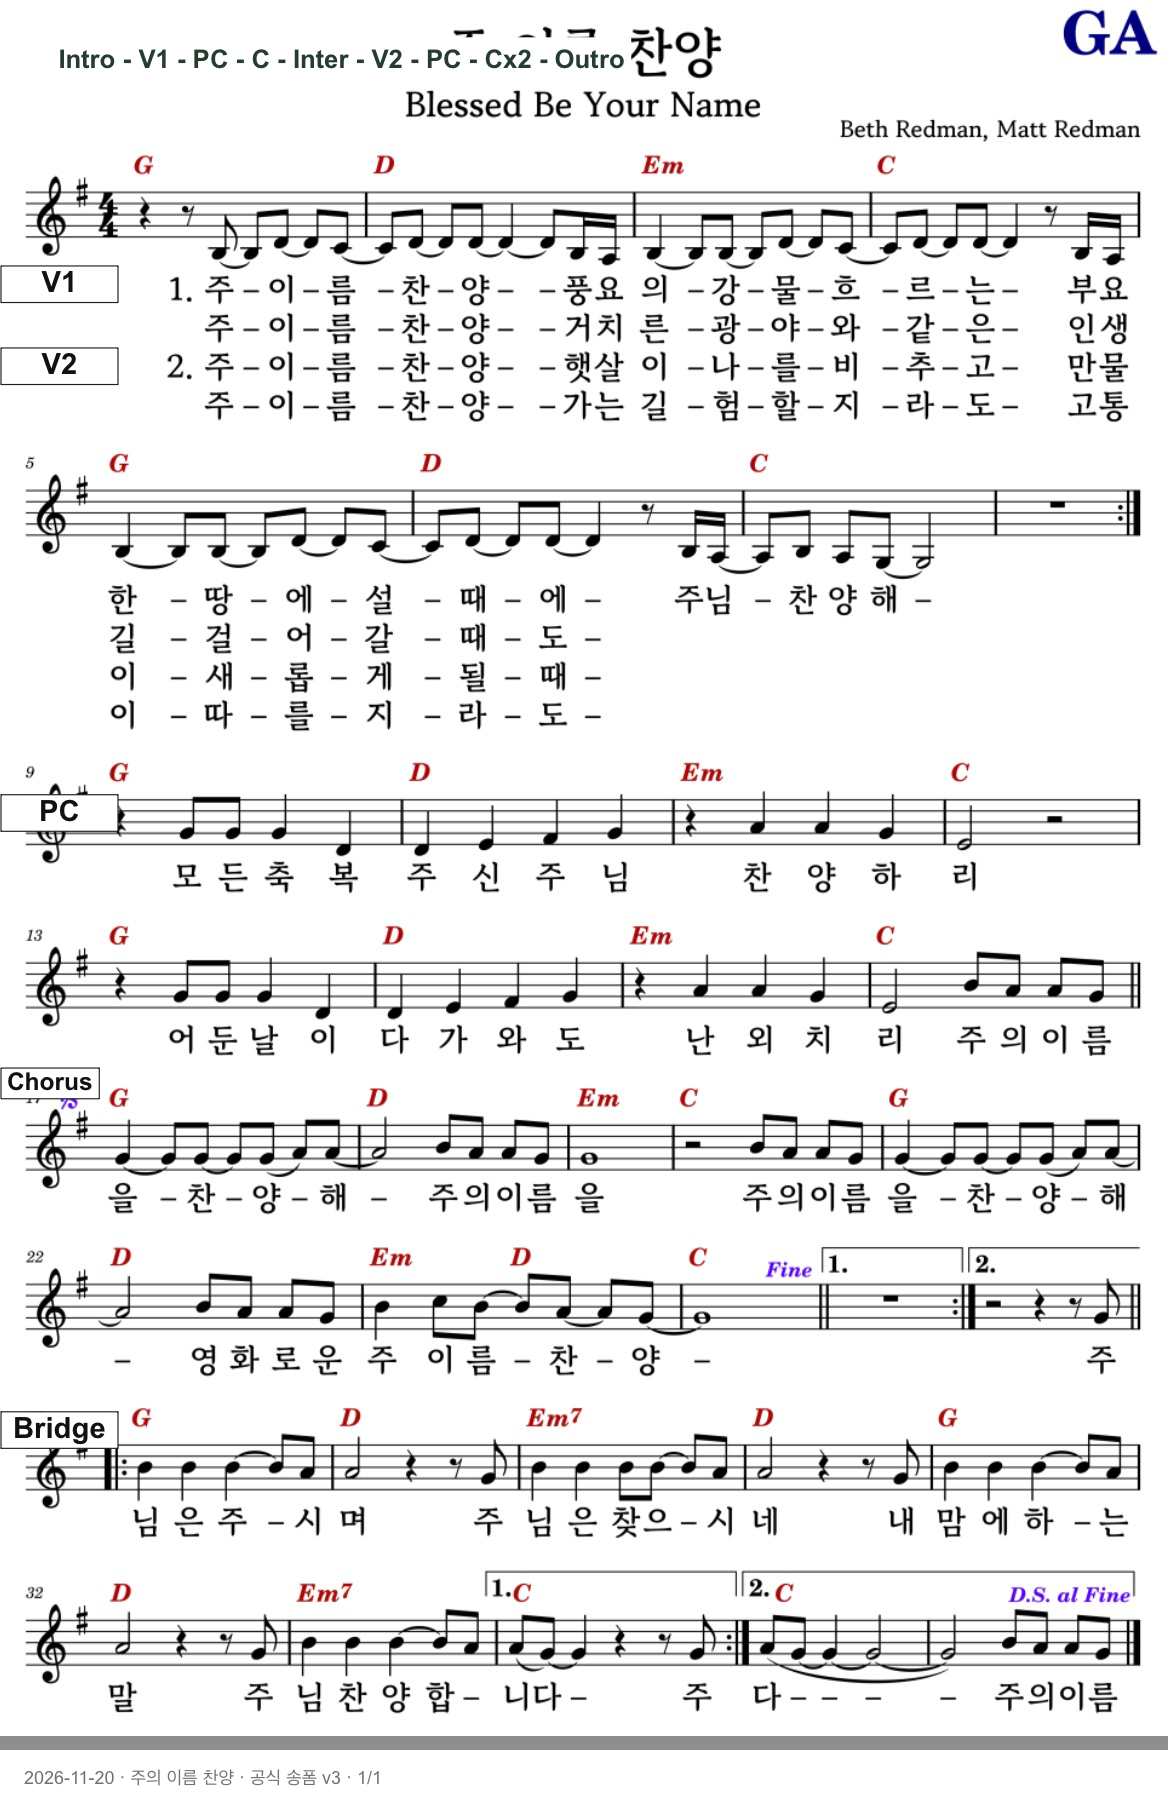 GA
Intro - V1 - PC - C - Inter - V2 - PC - Cx2 - Outro
찬양
Blessed Be Your Name
Beth Redman, Matt Redman
G D Em C
V1
1. 주 – 이 – 름 – 찬 – 양 – – 풍요 의 – 강 – 물 – 흐 – 르 – 는 – 부요
주 – 이 – 름 – 찬 – 양 – – 거치 른 – 광 – 야 – 와 – 같 – 은 – 인생
V2
2. 주 – 이 – 름 – 찬 – 양 – – 햇살 이 – 나 – 를 – 비 – 추 – 고 – 만물
주 – 이 – 름 – 찬 – 양 – – 가는 길 – 험 – 할 – 지 – 라 – 도 – 고통
5
G D C
한 – 땅 – 에 – 설 – 때 – 에 – 주님 – 찬 양 해 –
길 – 걸 – 어 – 갈 – 때 – 도 –
이 – 새 – 롭 – 게 – 될 – 때 –
이 – 따 – 를 – 지 – 라 – 도 –
9
G D Em C
PC
모 든 축 복 주 신 주 님 찬 양 하 리
13
G D Em C
어 둔 날 이 다 가 와 도 난 외 치 리 주 의 이 름
Chorus
G D Em C G
을 – 찬 – 양 – 해 – 주의이름 을 주의이름 을 – 찬 – 양 – 해
22
D Em D C Fine 1. 2.
– 영 화 로 운 주 이 름 – 찬 – 양 – 주
Bridge
G D Em7 D G
님 은 주 – 시 며 주 님 은 찾으 – 시 네 내 맘 에 하 – 는
32
D Em7 1. C 2. C D.S. al Fine
말 주 님 찬 양 합 – 니다 – 주 다 – – – – 주의이름
2026-11-20 · 주의 이름 찬양 · 공식 송폼 v3 · 1/1